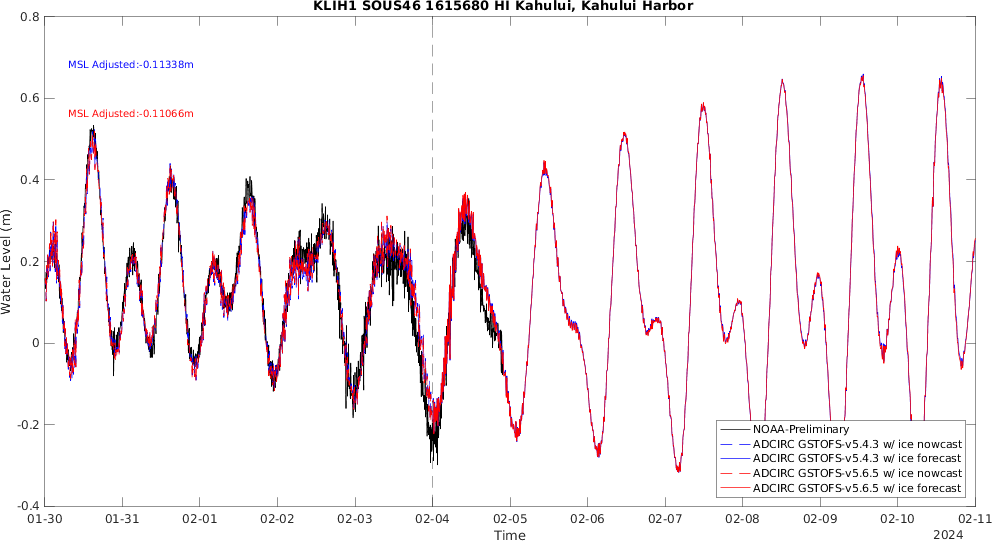 KLIH1 SOUS46 1615680 HI Kahului, Kahului Harbor
0.8
0.6
0.4
0.2
0
-0.2
-0.4
Water Level (m)
MSL Adjusted:-0.11338m
MSL Adjusted:-0.11066m
NOAA-Preliminary
ADCIRC GSTOFS-v5.4.3 w/ ice nowcast
ADCIRC GSTOFS-v5.4.3 w/ ice forecast
ADCIRC GSTOFS-v5.6.5 w/ ice nowcast
ADCIRC GSTOFS-v5.6.5 w/ ice forecast
01-30 01-31 02-01 02-02 02-03 02-04 02-05 02-06 02-07 02-08 02-09 02-10 02-11
Time
2024